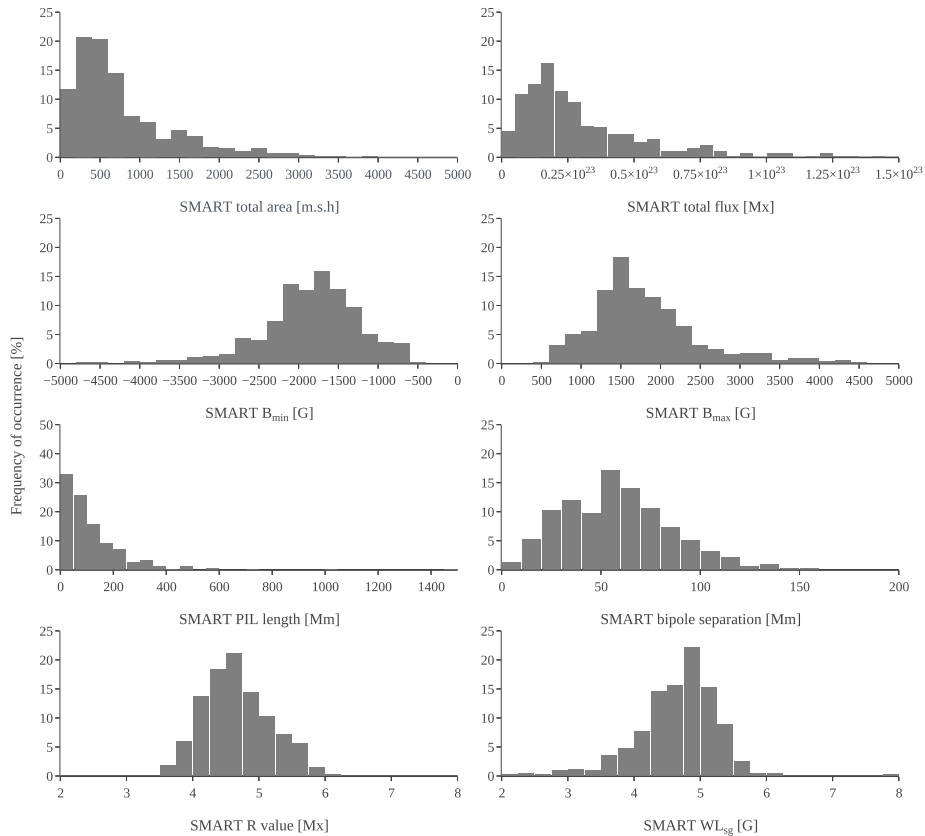 25
20
15
10
5
0
0 500 1000 1500 2000 2500 3000 3500 4000 4500 5000
SMART total area [m.s.h]
25
20
15
10
5
0
0 0.25×10²³ 0.5×10²³ 0.75×10²³ 1×10²³ 1.25×10²³ 1.5×10²³
SMART total flux [Mx]
Frequency of occurrence [%]
25
20
15
10
5
0
−5000 −4500 −4000 −3500 −3000 −2500 −2000 −1500 −1000 −500 0
SMART Bmin [G]
25
20
15
10
5
0
0 500 1000 1500 2000 2500 3000 3500 4000 4500 5000
SMART Bmax [G]
50
40
30
20
10
0
0 200 400 600 800 1000 1200 1400
SMART PIL length [Mm]
25
20
15
10
5
0
0 50 100 150 200
SMART bipole separation [Mm]
25
20
15
10
5
0
2 3 4 5 6 7 8
SMART R value [Mx]
25
20
15
10
5
0
2 3 4 5 6 7 8
SMART WLsg [G]